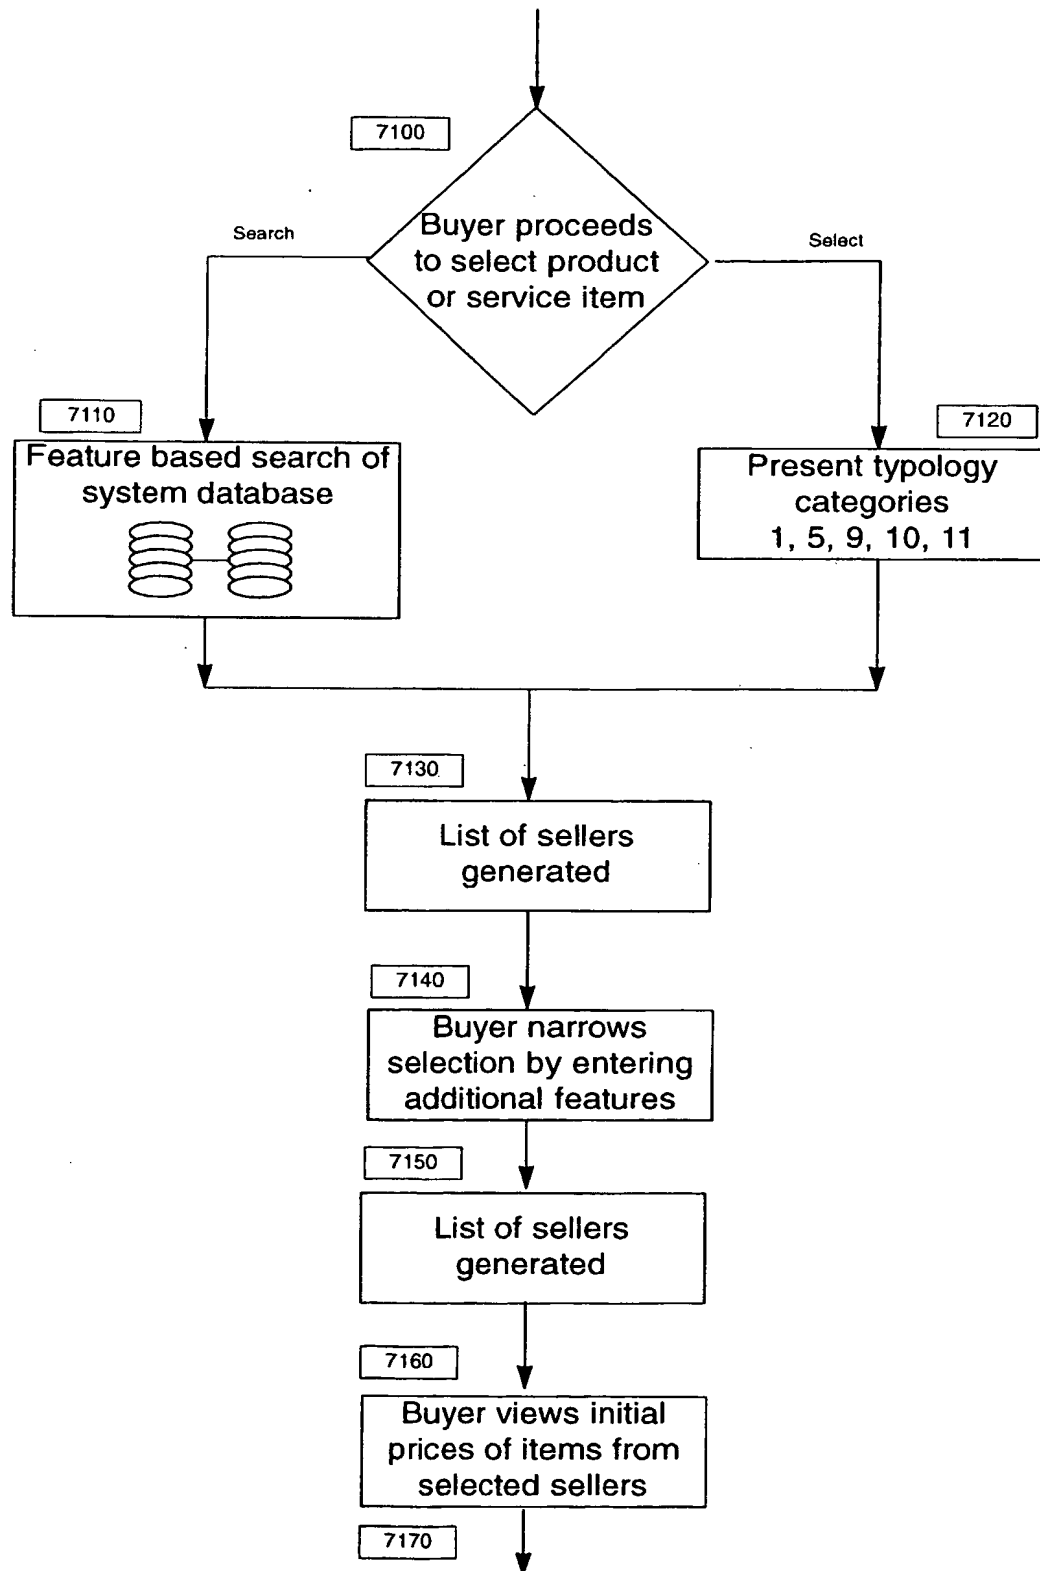 7100
Buyer proceeds
to select product
or service item
Search
Select
7110
Feature based search of
system database
7120
Present typology
categories
1, 5, 9, 10, 11
7130
List of sellers
generated
7140
Buyer narrows
selection by entering
additional features
7150
List of sellers
generated
7160
Buyer views initial
prices of items from
selected sellers
7170